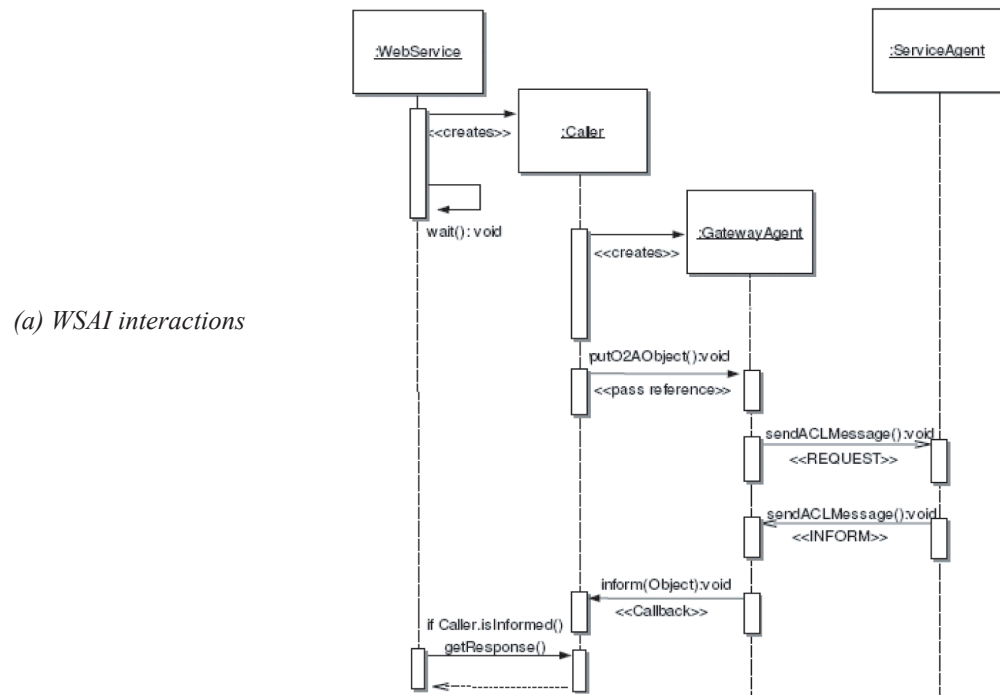 :WebService
:ServiceAgent
<<creates>>
:Caller
wait(): void
:GatewayAgent
<<creates>>
(a) WSAI interactions
putO2AObject():void
<<pass reference>>
sendACLMessage():void
<<REQUEST>>
sendACLMessage():void
<<INFORM>>
inform(Object):void
<<Callback>>
if Caller.isInformed()
getResponse()